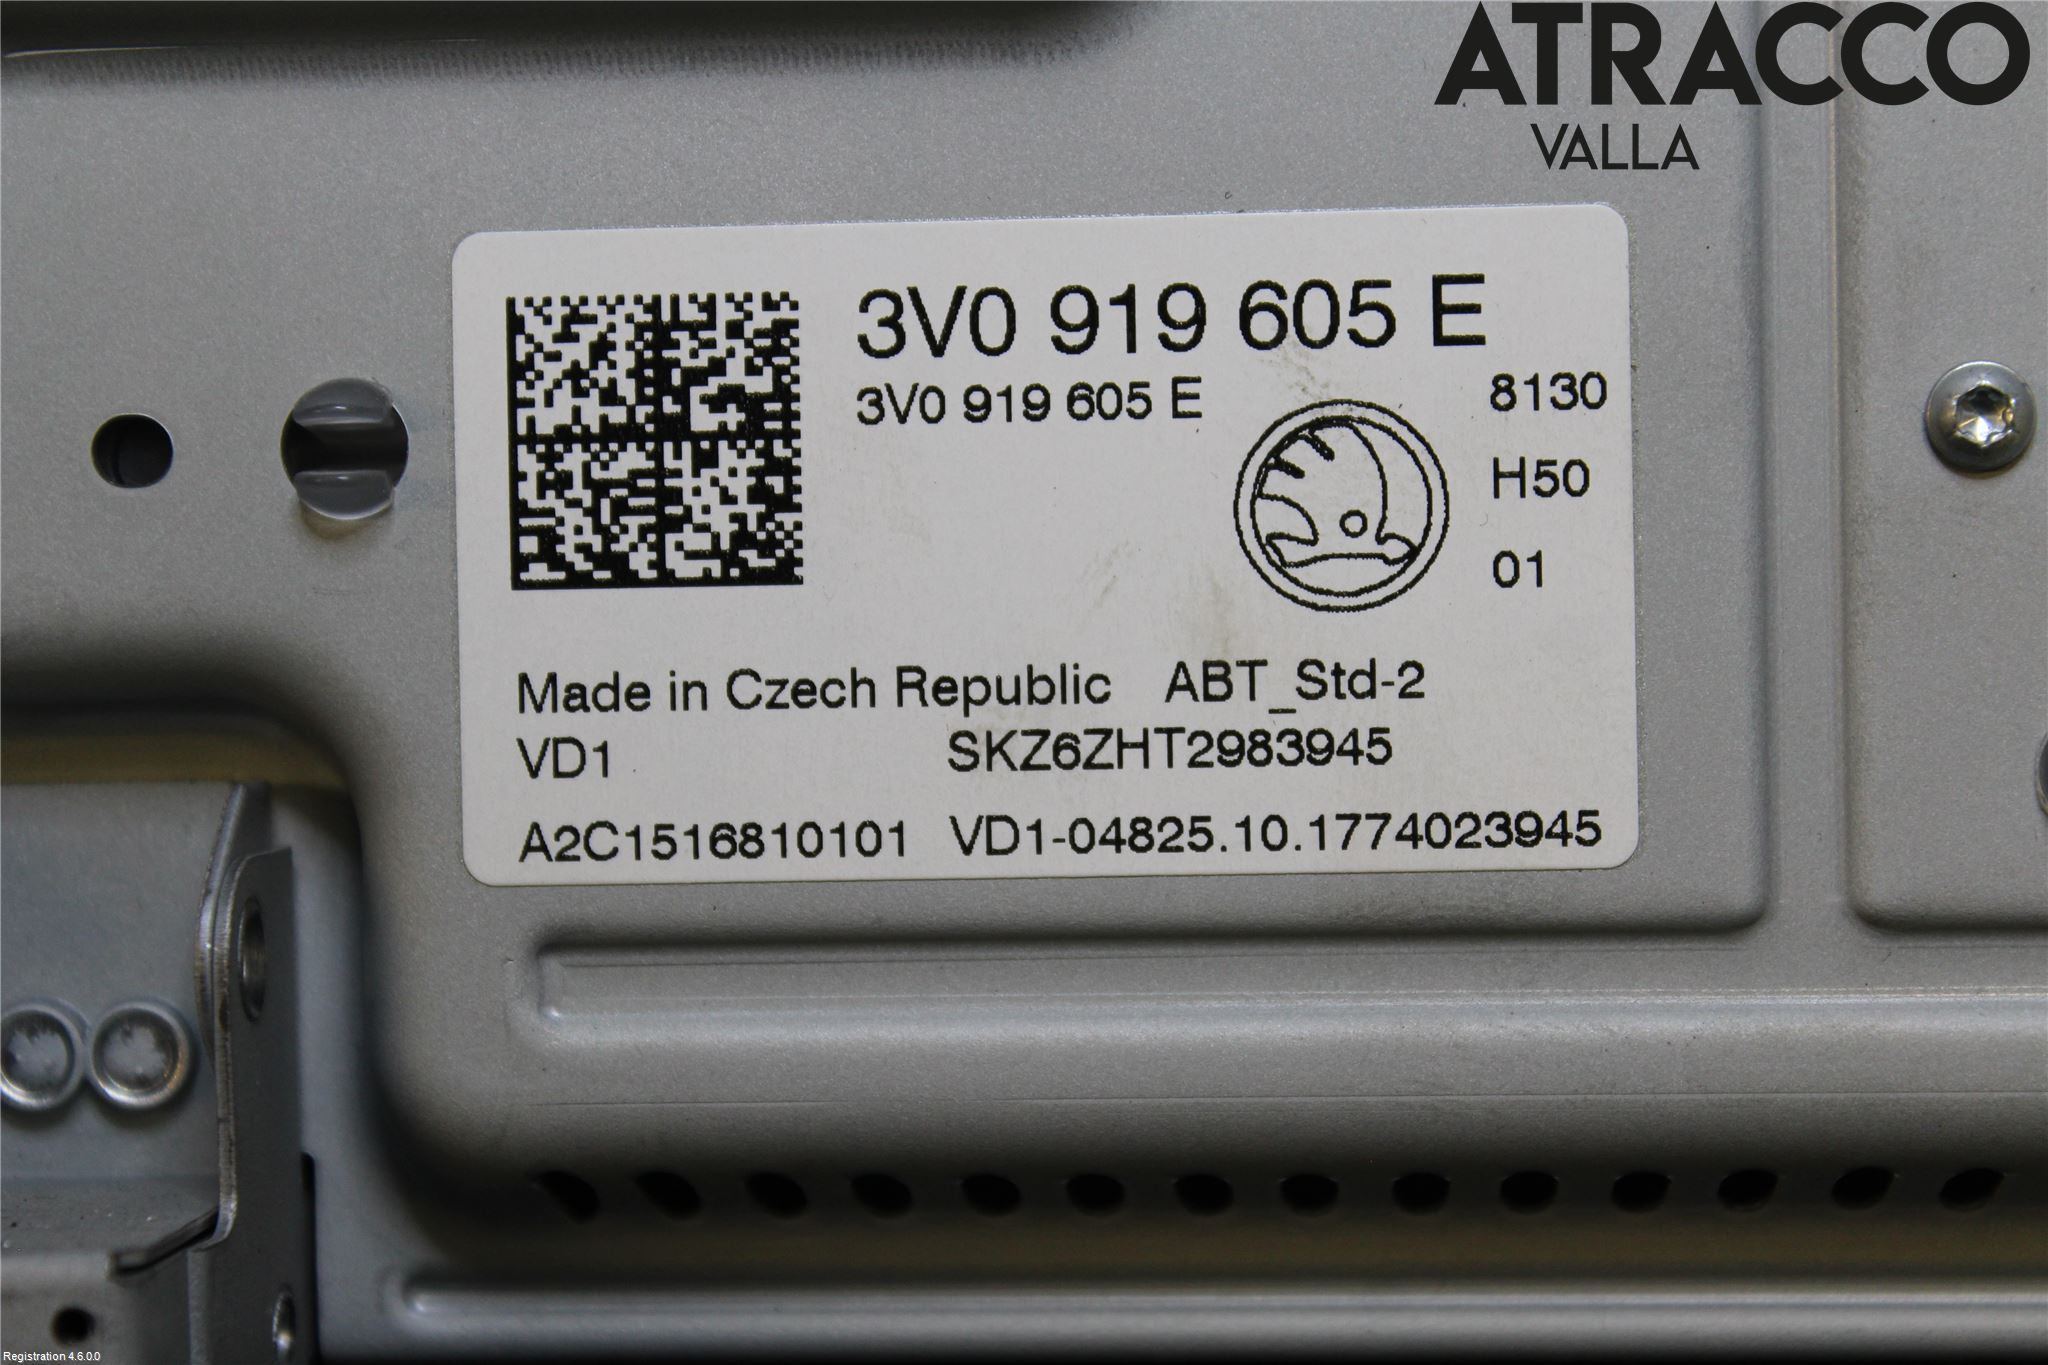 ATRACCO
VALLA
3V0 919 605 E
3V0 919 605 E
8130
H50
01
Made in Czech Republic ABT_Std-2
VD1 SKZ6ZHT2983945
A2C1516810101 VD1-04825.10.1774023945
Registration 4.6.0.0